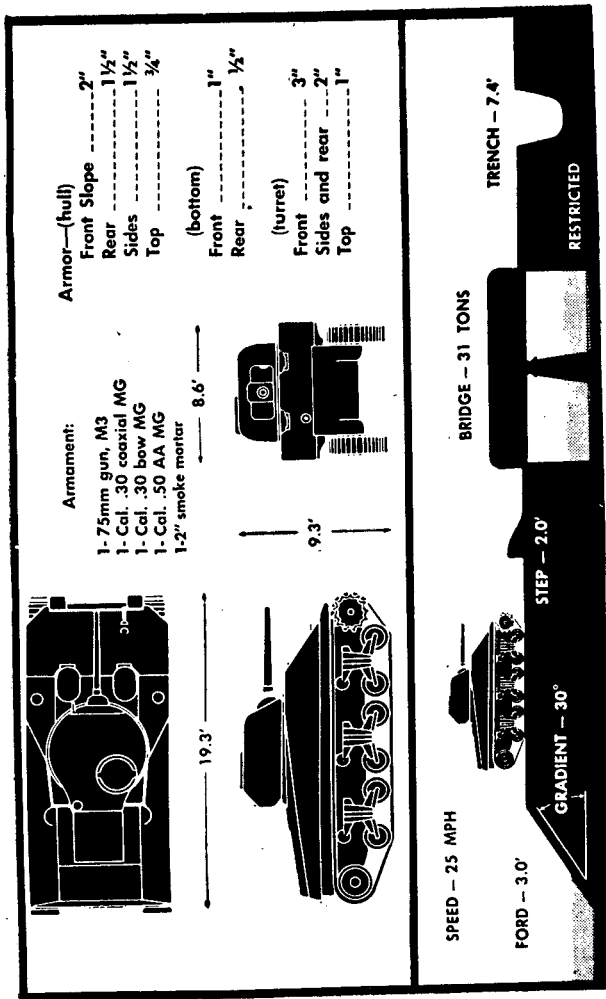 Armament:
1- 75mm gun, M3
1- Cal. .30 coaxial MG
1- Cal. .30 bow MG
1- Cal. .50 AA MG
1-2" smoke mortar
Armor—(hull)
Front Slope ------2"
Rear ----------1½"
Sides ----------1½"
Top ----------¾"
(bottom)
Front ----------1"
Rear ----------½"
(turret)
Front ---------- 3"
Sides and rear ---2"
Top ----------1"
19.3'
8.6'
9.3'
SPEED — 25 MPH
FORD — 3.0'
GRADIENT — 30°
STEP — 2.0'
BRIDGE — 31 TONS
TRENCH — 7.4'
RESTRICTED